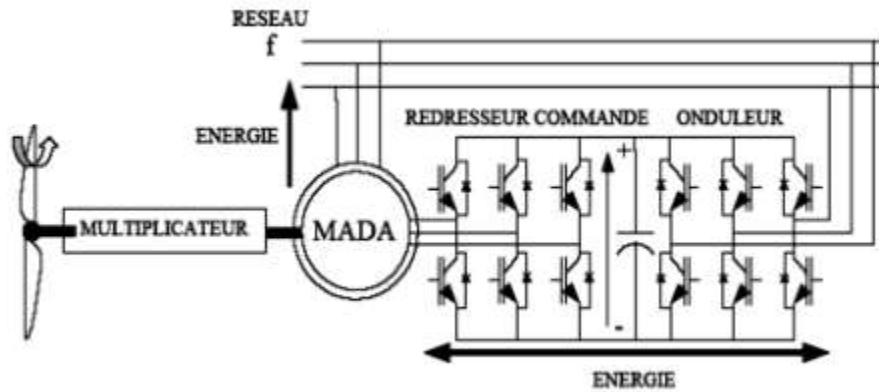 RESEAU
f
ENERGIE
REDRESSEUR COMMANDE
ONDULEUR
+
MULTIPLICATEUR
MADA
-
ENERGIE